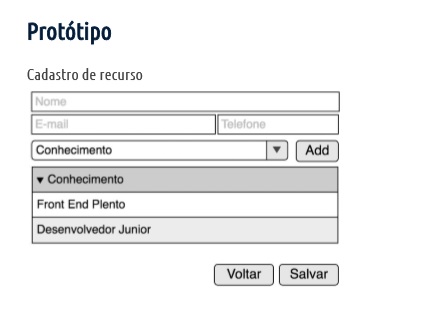 Protótipo
Cadastro de recurso
Nome
E-mail Telefone
Conhecimento Add
▼ Conhecimento
Front End Plento
Desenvolvedor Junior
Voltar Salvar